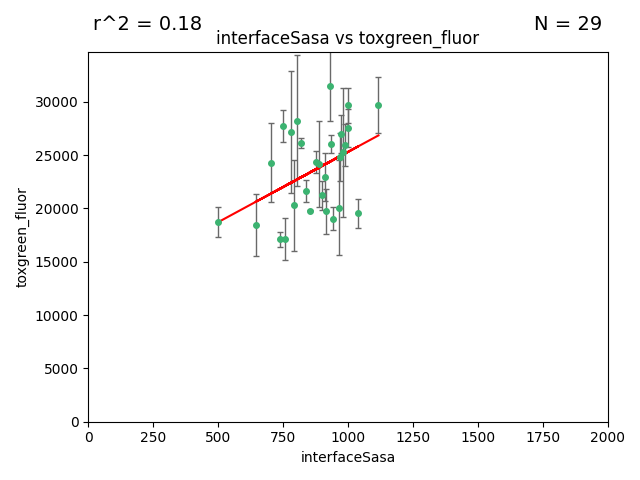 r^2 = 0.18
N = 29
interfaceSasa vs toxgreen_fluor
30000
25000
20000
15000
10000
5000
0
toxgreen_fluor
0 250 500 750 1000 1250 1500 1750 2000
interfaceSasa